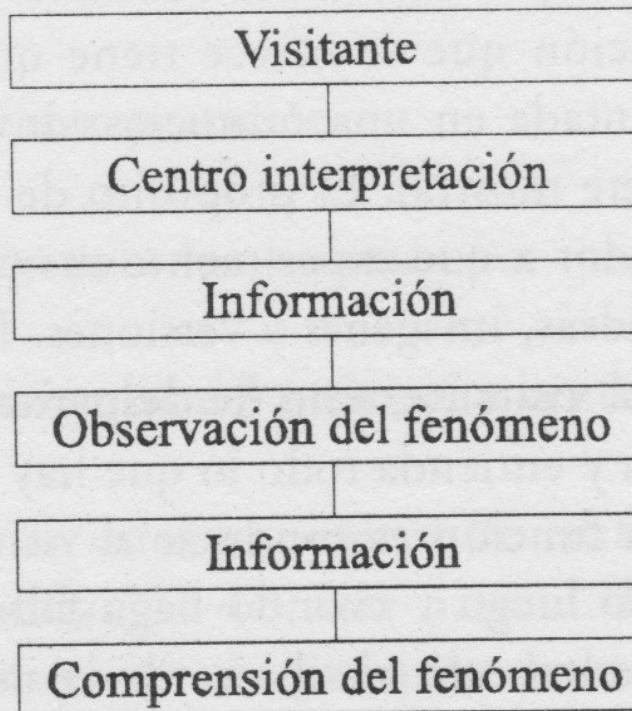 Visitante
Centro interpretación
Información
Observación del fenómeno
Información
Comprensión del fenómeno